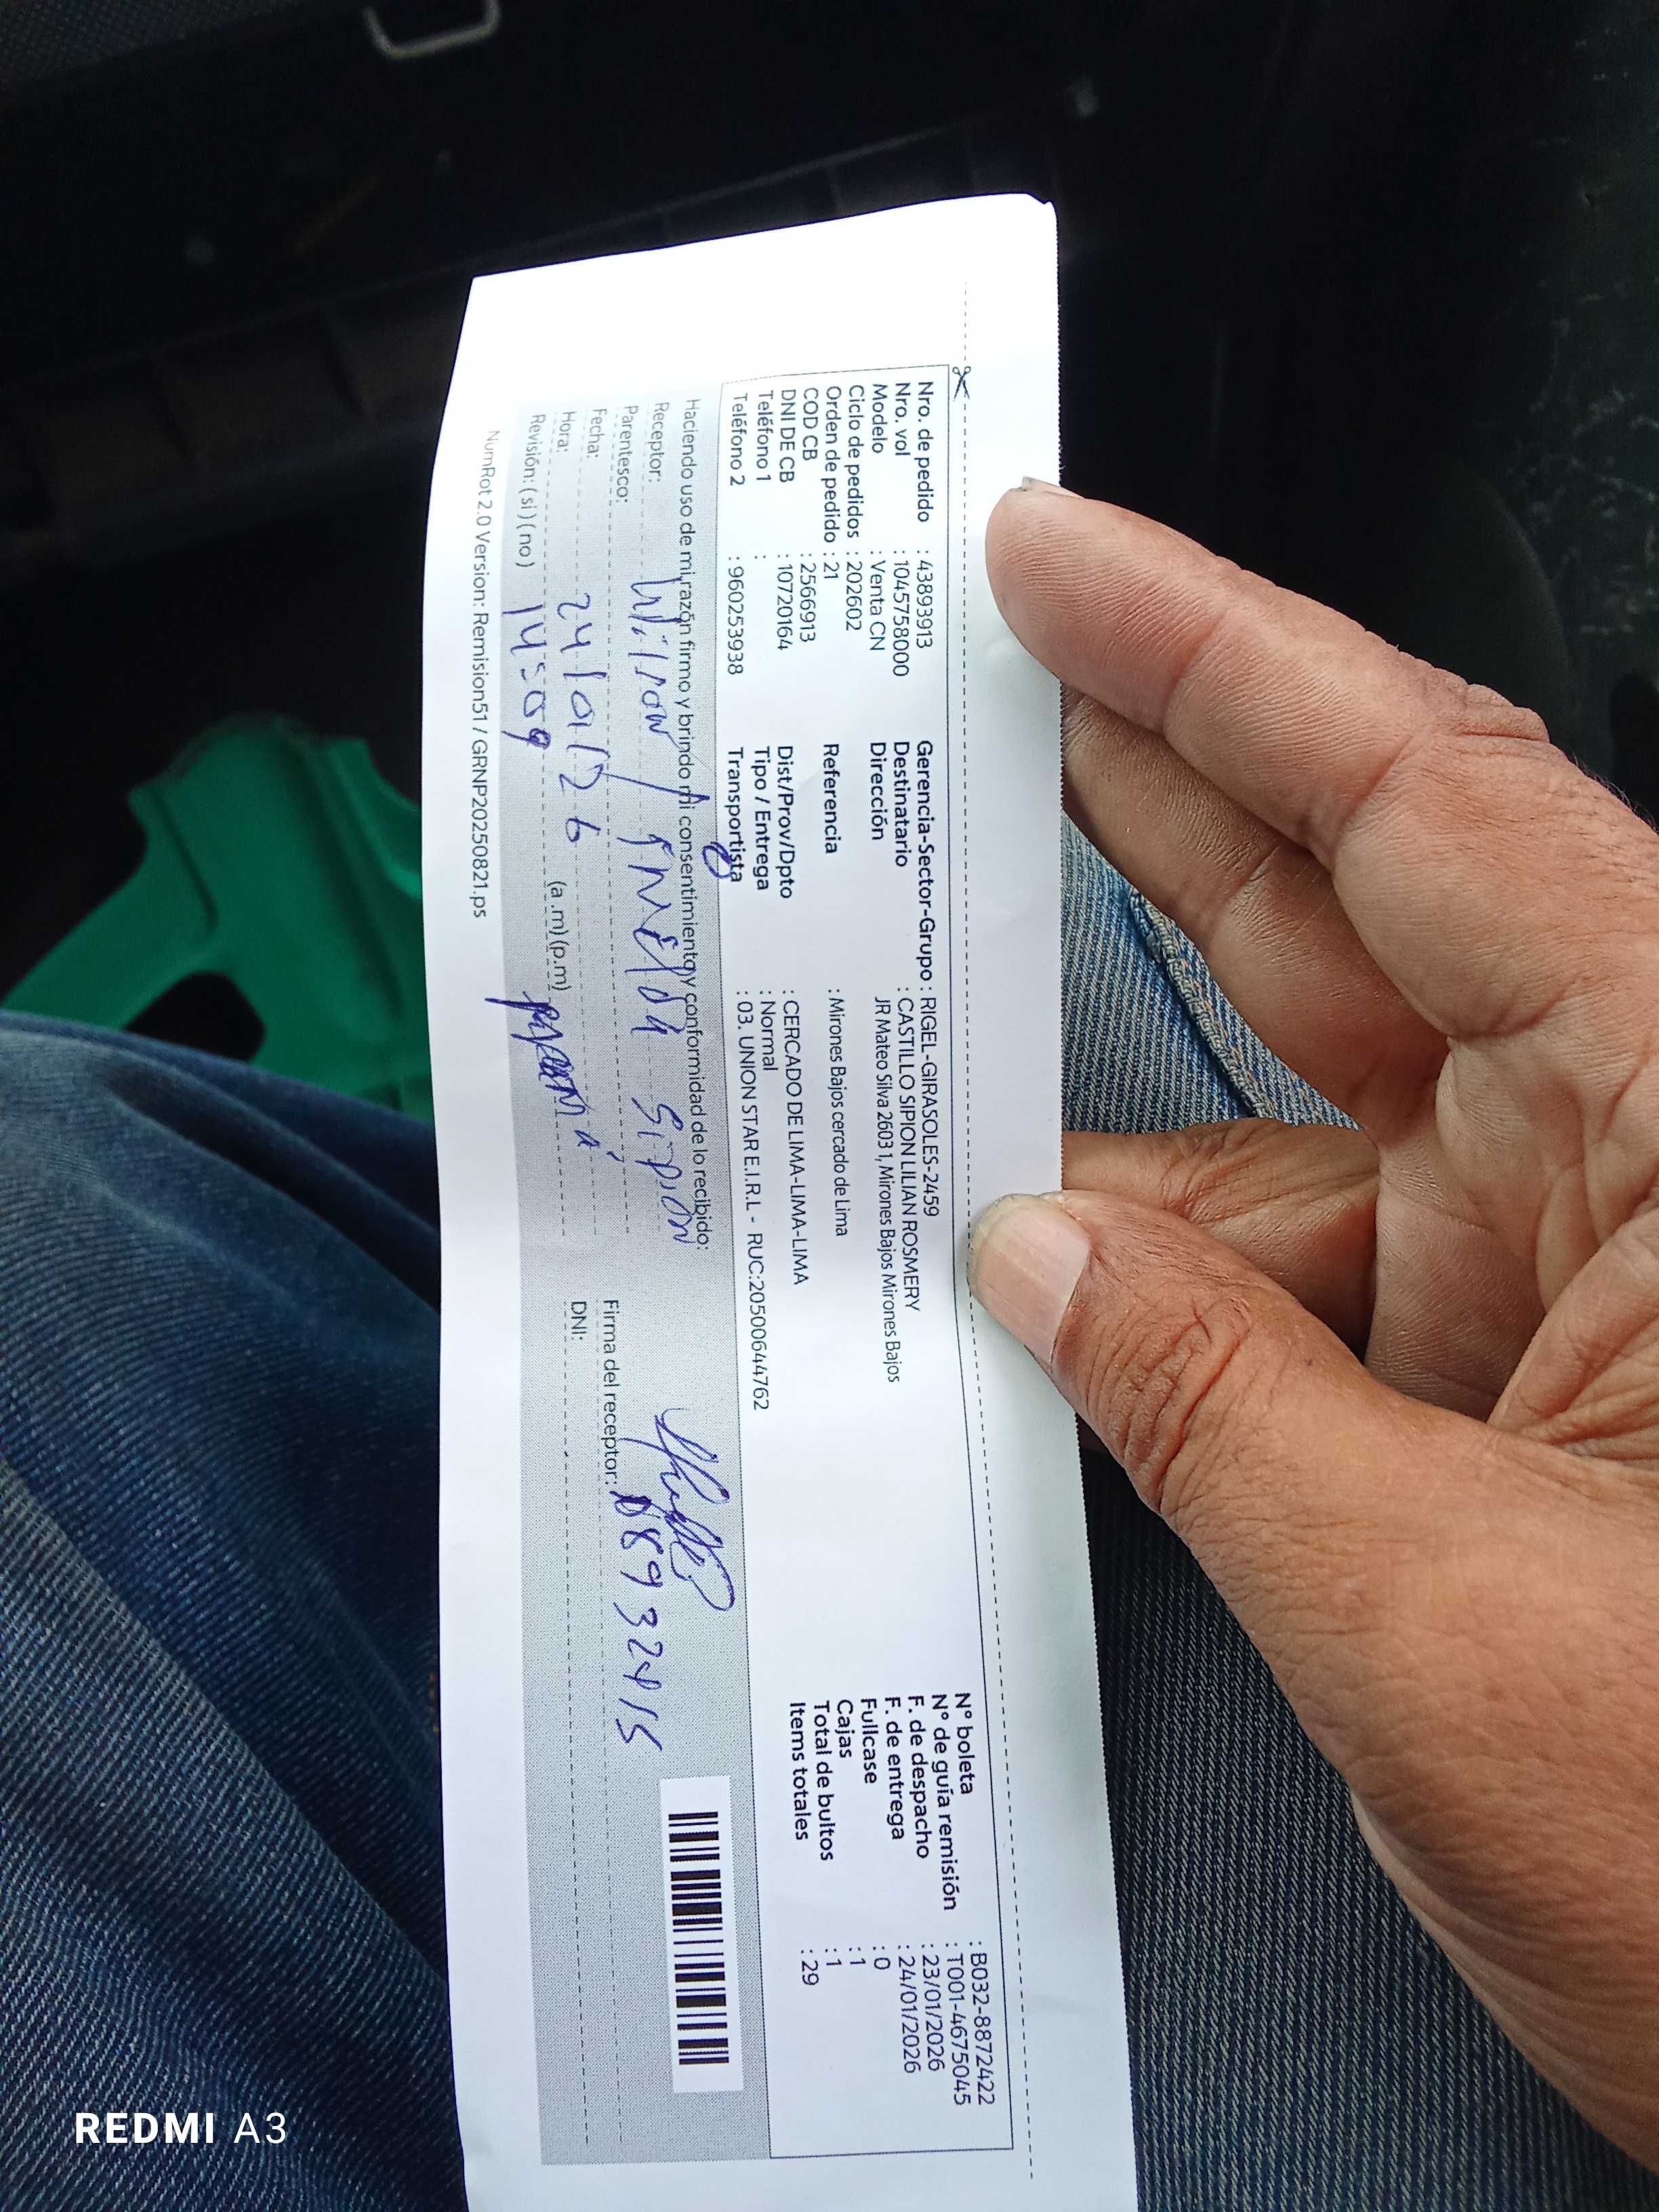 Nro. de pedido : 43893913
Nro. vol : 104575800​0
Modelo : Venta CN
Ciclo de pedidos : 202602
Orden de pedido : 21
COD CB : 2566913
DNI DE CB : 10720164
Teléfono 1 :
Teléfono 2 : 960253938
Gerencia-Sector-Grupo : RIGEL-GIRASOLES-2459
Destinatario : CASTILLO SIPION LILIAN ROSMERY
Dirección JR Mateo Silva 2603 1, Mirones Bajos Mirones Bajos
Referencia : Mirones Bajos cercado de Lima
Dist/Prov/Dpto : CERCADO DE LIMA-LIMA-LIMA
Tipo / Entrega : Normal
Transportista : 03. UNION STAR E.I.R.L - RUC:20500644762
N° boleta : B032-8872422
N° de guía remisión : T001-4675045
F. de despacho : 23/01/2026
F. de entrega : 24/01/2026
Fullcase : 0
Cajas : 1
Total de bultos : 1
Items totales : 29
Haciendo uso de mi razón firmo y brindo mi consentimiento y conformidad de lo recibido:
Receptor: Wilson / Imelda Sipion
Parentesco:
Fecha: 24/01/26
Hora: 14:09 (a.m) (p.m)
Revisión: ( si ) ( no )
Firma del receptor:
DNI:
NumRot 2.0 Version: Remision51 / GRNP20250821.ps
REDMI A3